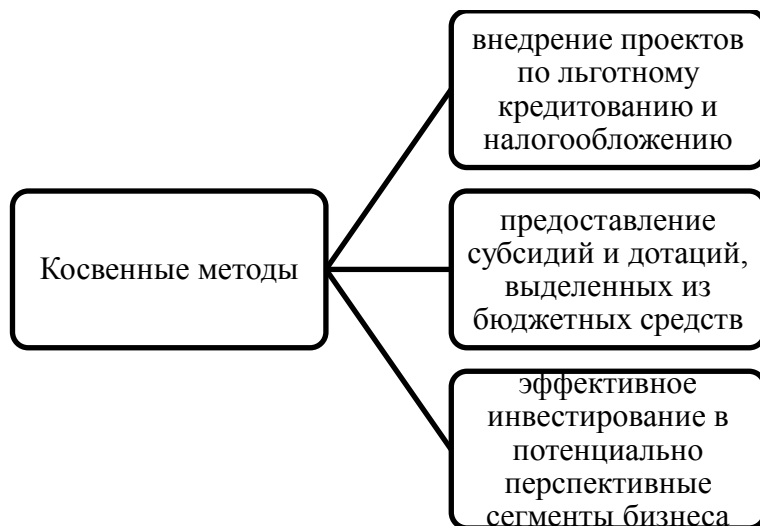 внедрение проектов
по льготному
кредитованию и
налогообложению
Косвенные методы
предоставление
субсидий и дотаций,
выделенных из
бюджетных средств
эффективное
инвестирование в
потенциально
перспективные
сегменты бизнеса